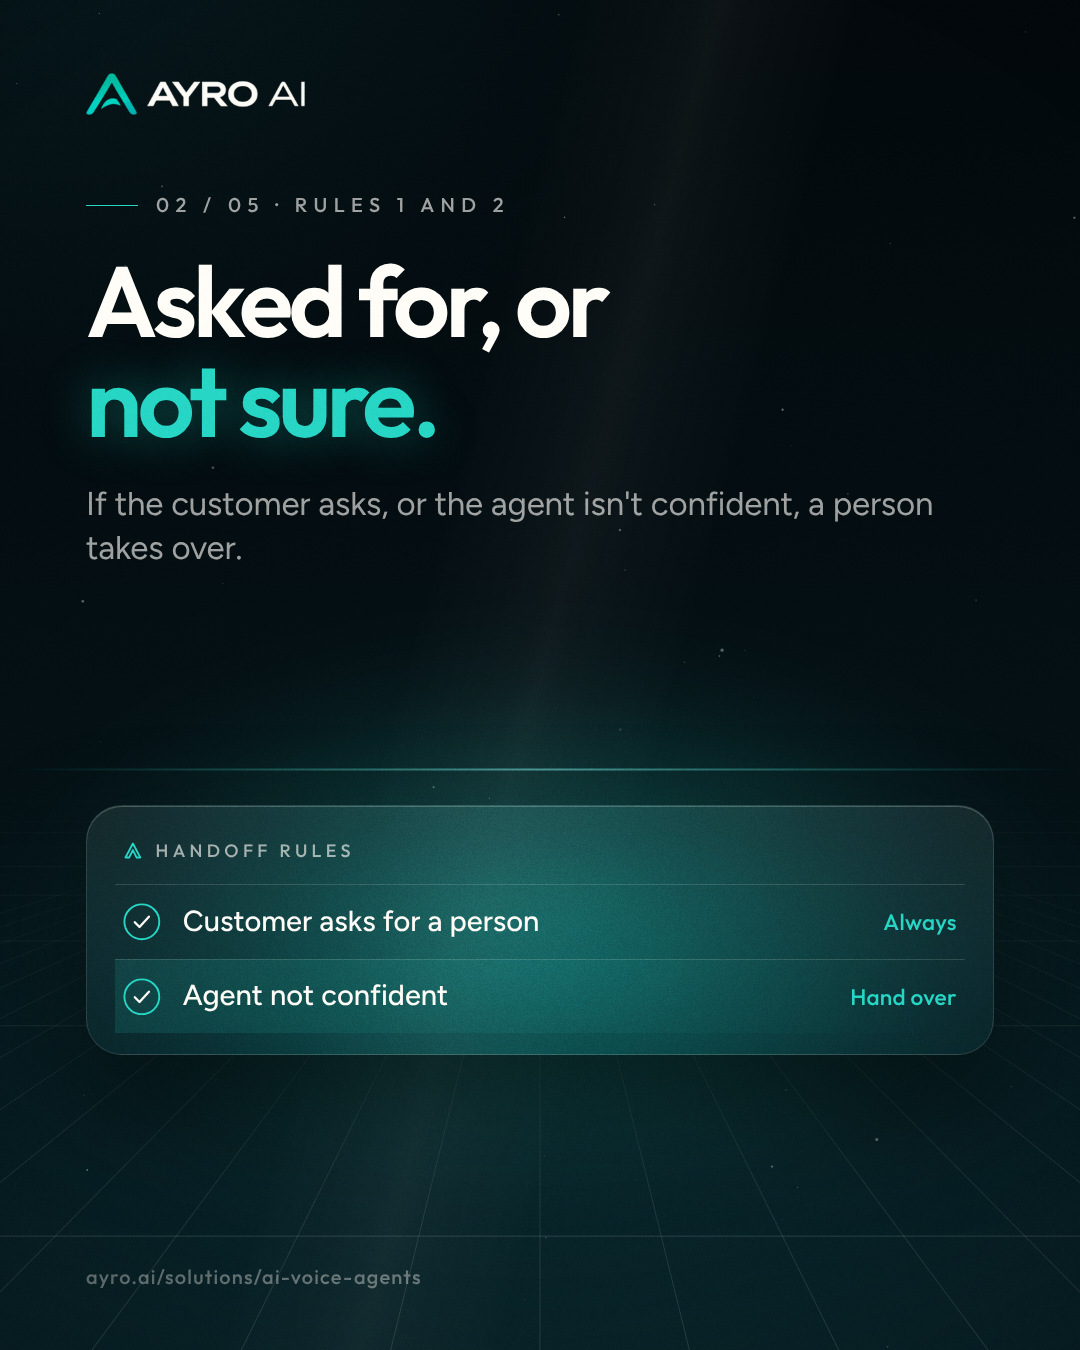 AYRO AI
02 / 05 · RULES 1 AND 2
Asked for, or
not sure.
If the customer asks, or the agent isn't confident, a person
takes over.
HANDOFF RULES
Customer asks for a person Always
Agent not confident Hand over
ayro.ai/solutions/ai-voice-agents